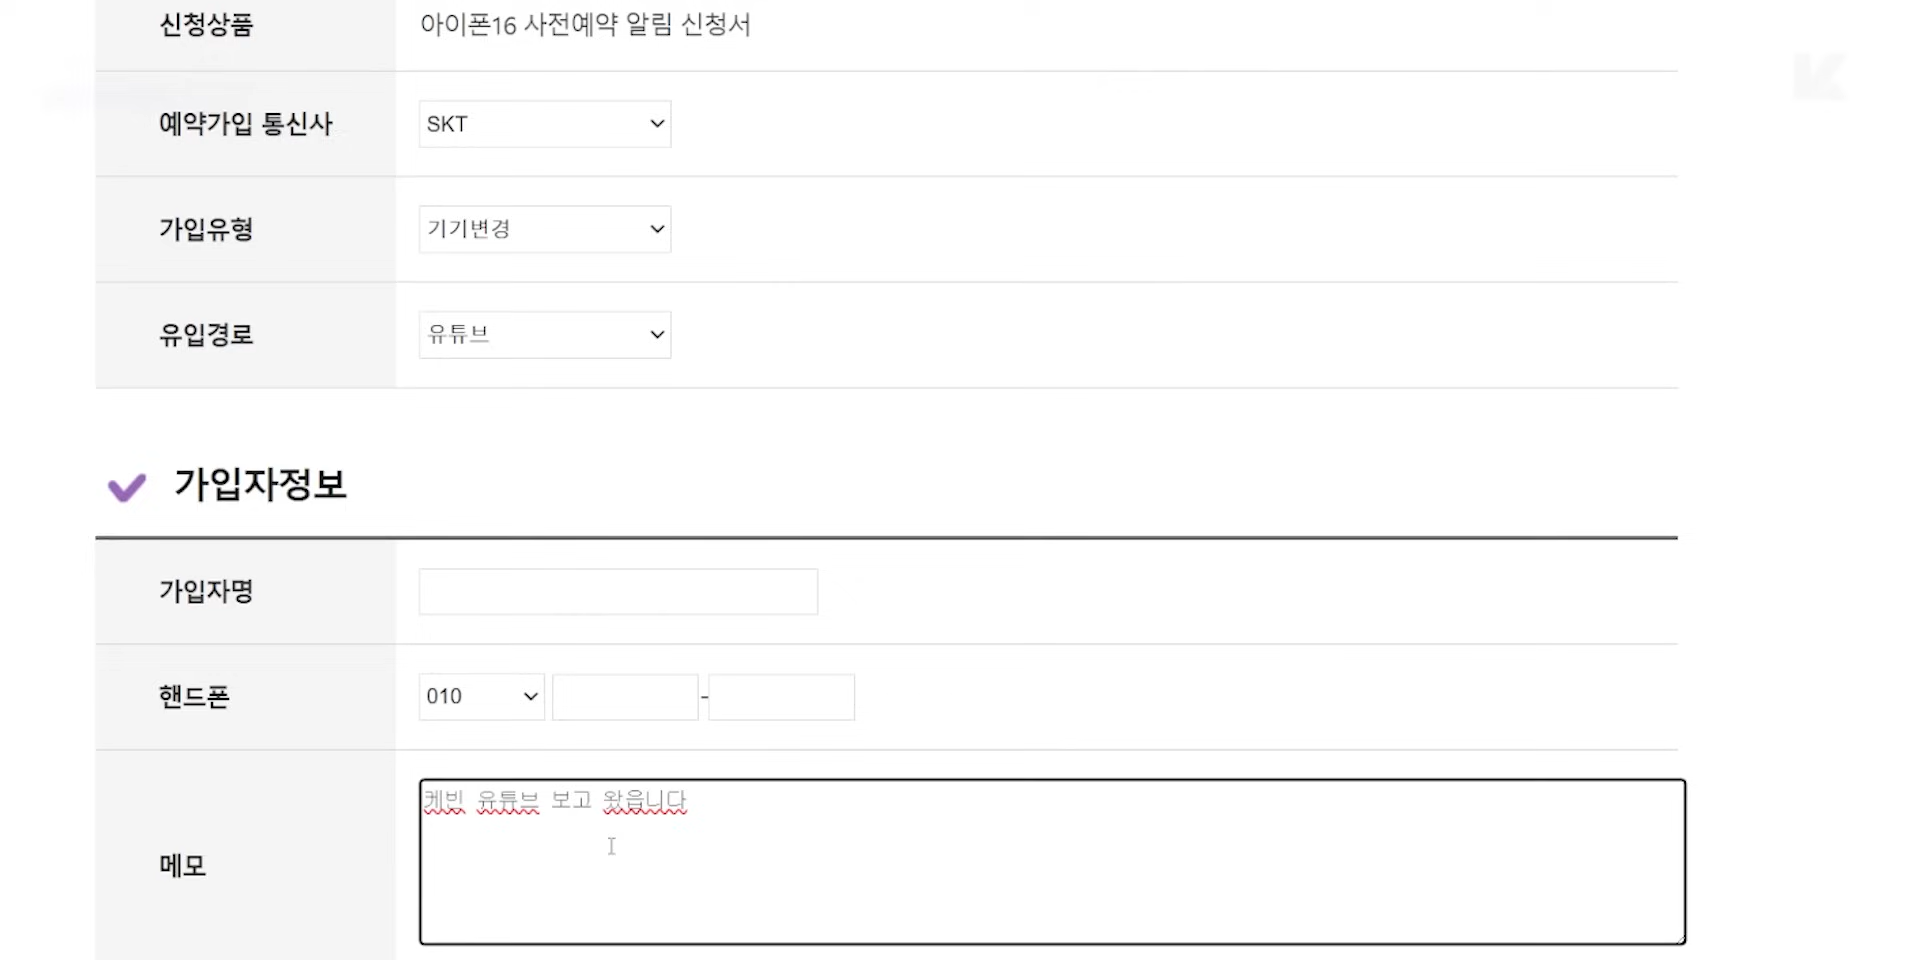 신청상품 아이폰16 사전예약 알림 신청서
예약가입 통신사 SKT
가입유형 기기변경
유입경로 유튜브
가입자정보
가입자명
핸드폰 010 -
케빈 유튜브 보고 왔읍니다
메모